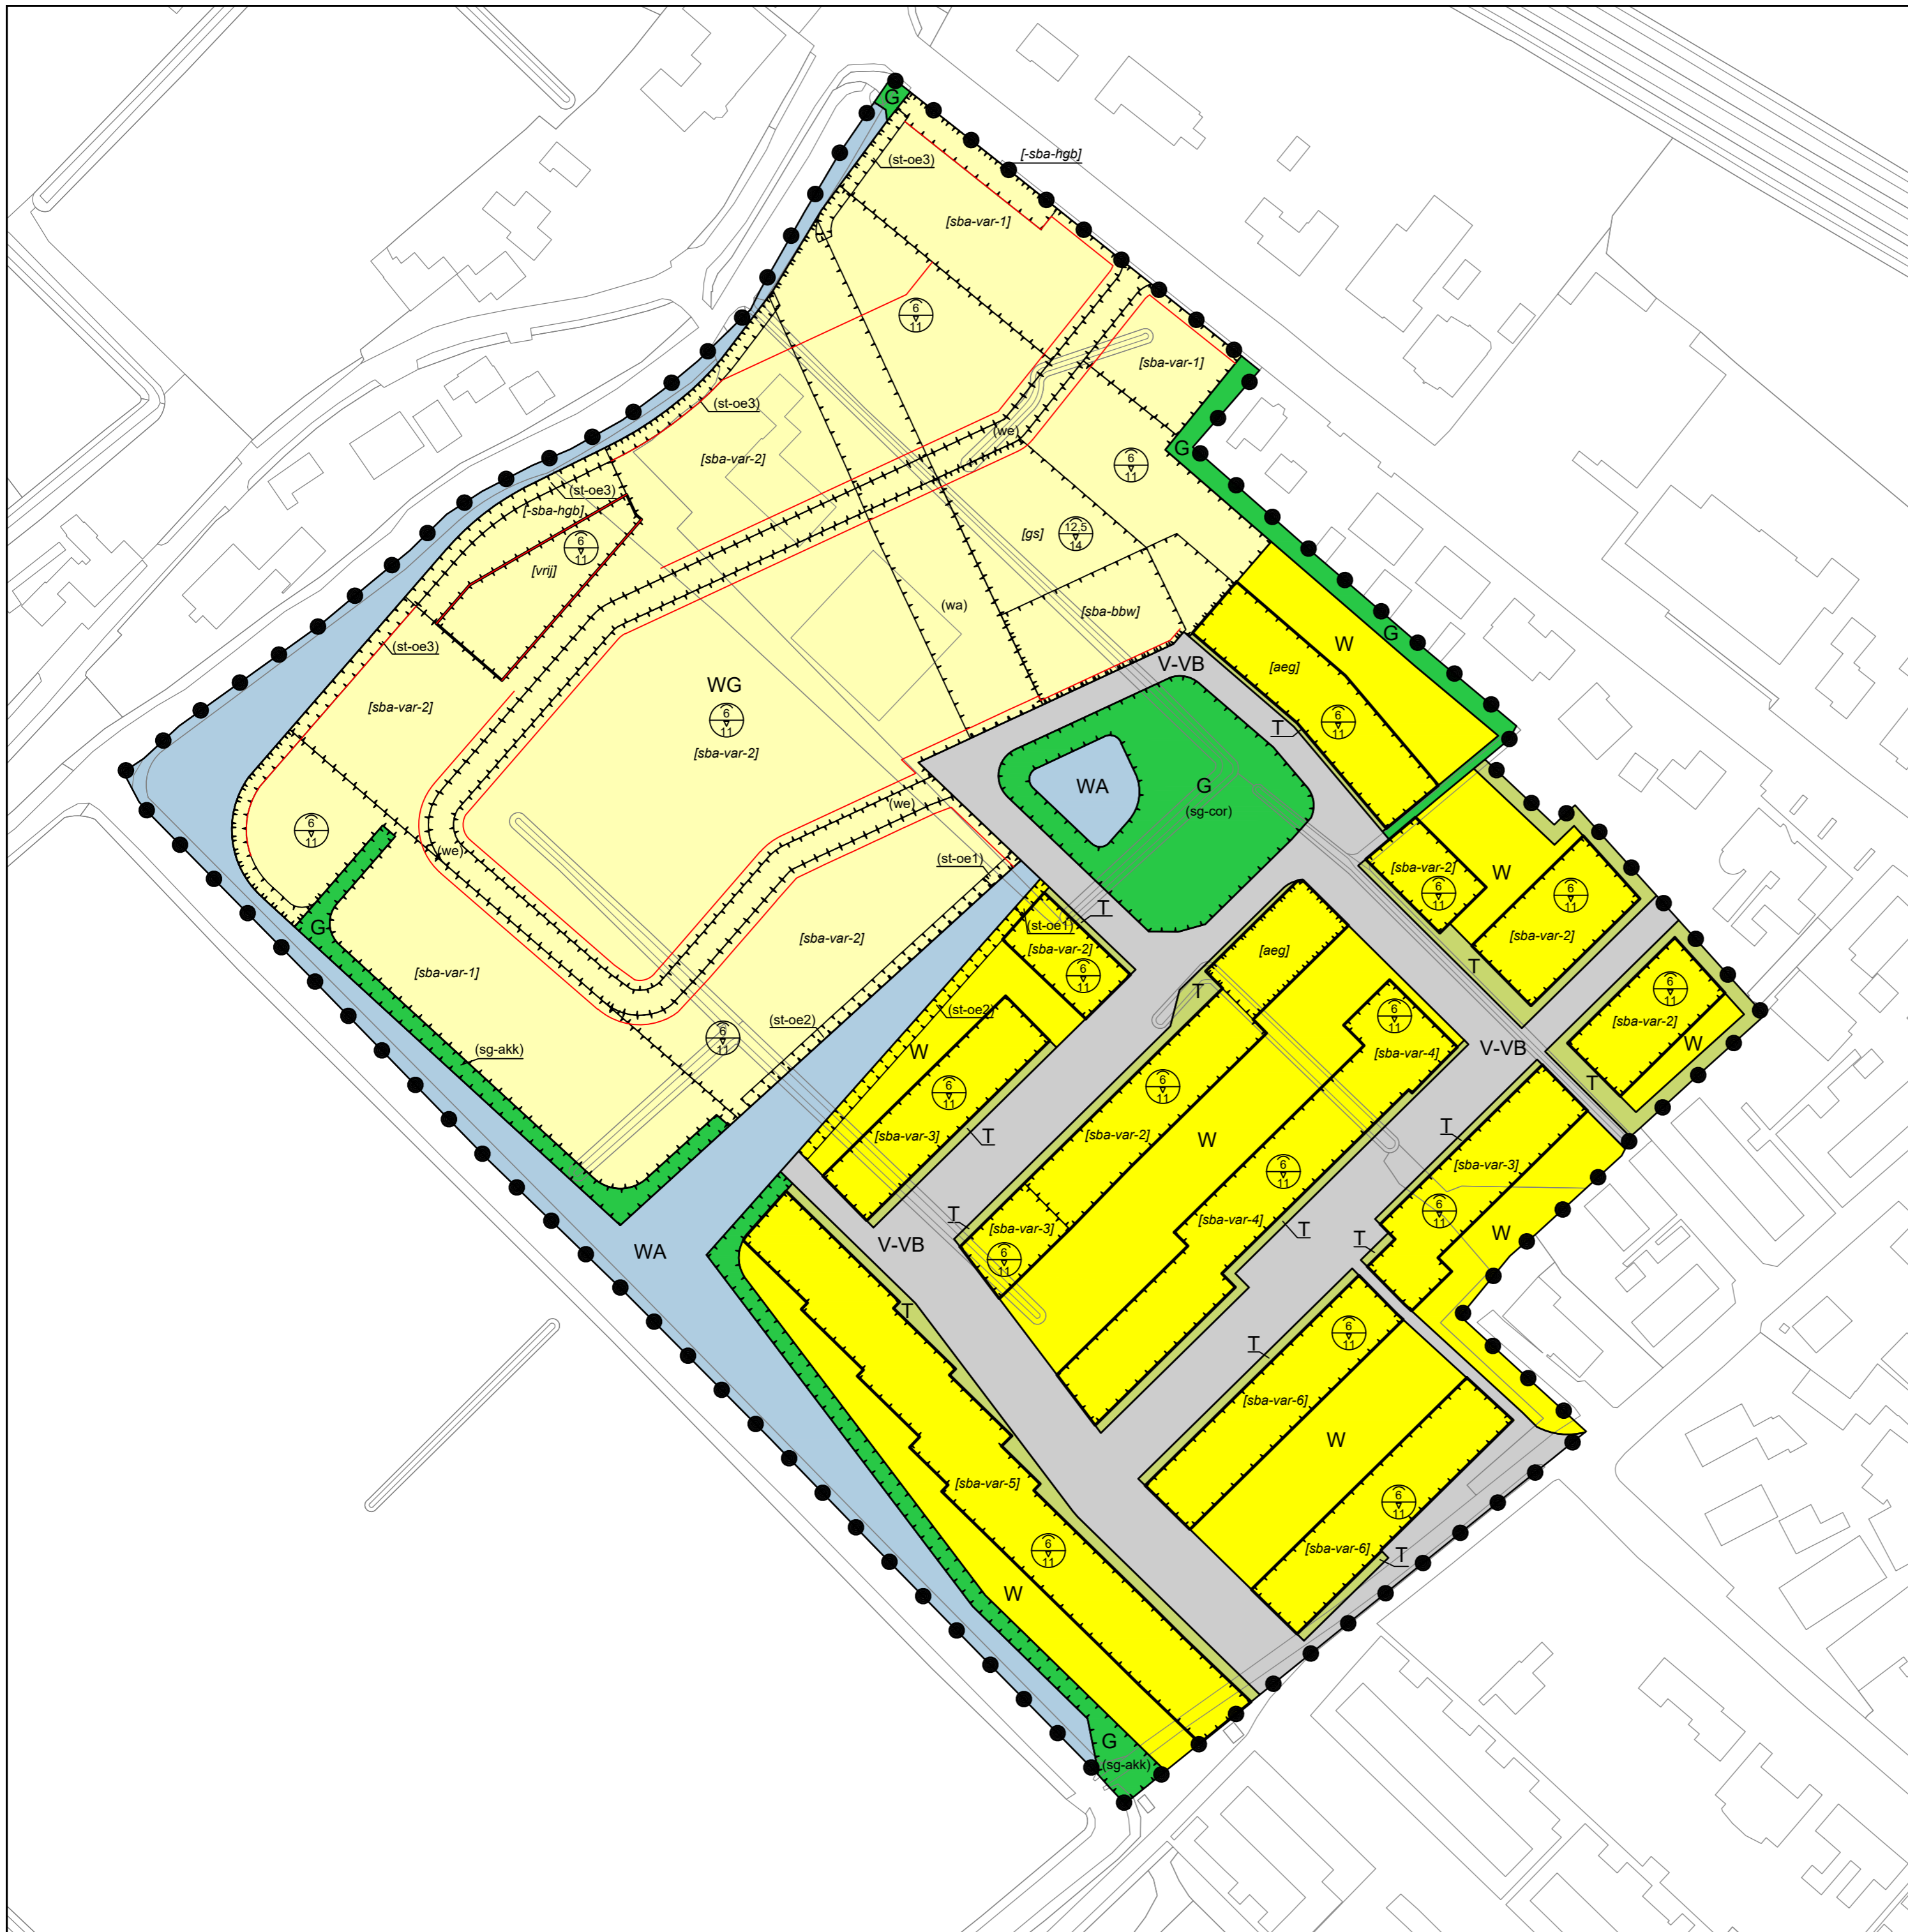 G
(st-oe3)
[-sba-hgb]
[sba-var-1]
6
11
[sba-var-1]
(st-oe3)
(we)
G
[sba-var-2]
6
11
(st-oe3)
[-sba-hgb]
[gs]
12,5
14
6
11
[vrij]
(wa)
[sba-bbw]
G
(st-oe3)
W
V-VB
[aeg]
WG
[sba-var-2]
6
11
T
6
11
[sba-var-2]
WA
G
(sg-cor)
(we)
6
11
(we)
(st-oe1)
[sba-var-2]
6
11
W
6
11
T
[sba-var-2]
G
(st-oe1)
[sba-var-2]
[sba-var-2]
6
11
[aeg]
T
[sba-var-1]
T
6
11
(st-oe2)
(st-oe2)
6
11
[sba-var-2]
6
11
W
(sg-akk)
W
[sba-var-4]
V-VB
T
6
11
6
11
[sba-var-3]
T
[sba-var-2]
W
T
[sba-var-3]
6
11
T
[sba-var-3]
[sba-var-4]
T
6
11
W
WA
V-VB
6
11
T
T
T
6
11
[sba-var-6]
W
[sba-var-5]
6
11
6
11
[sba-var-6]
T
W
G
(sg-akk)